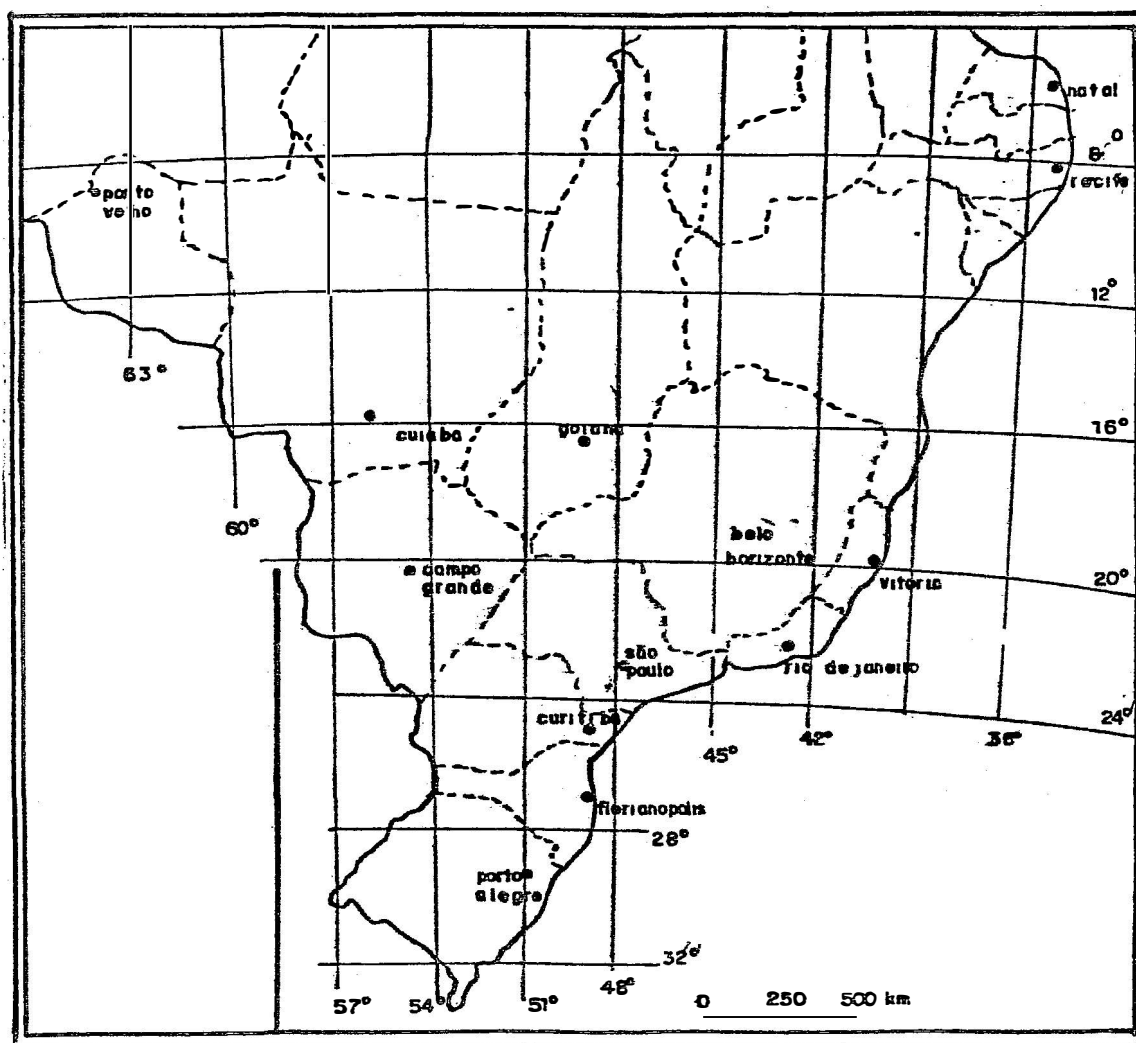 natal
8°
recife
porto
velho
12°
63°
cuiabá
goiania
16°
60°
belo
horizonte
campo
grande
20°
vitória
são
paulo
rio de janeiro
curitiba
24°
45°
42°
36°
florianopolis
28°
porto
alegre
32°
57° 54° 51° 48°
0 250 500 km